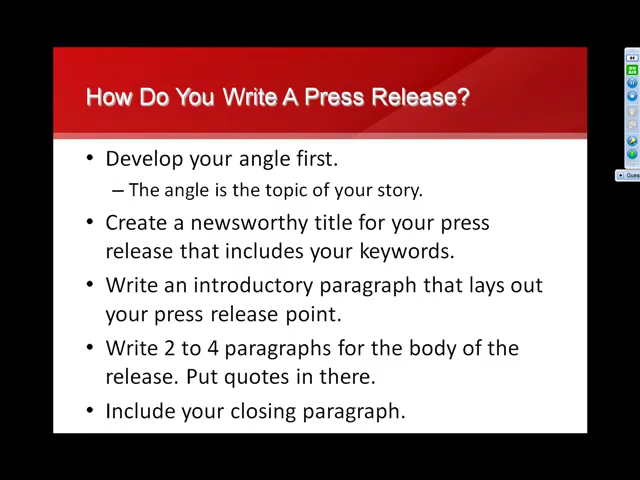 How Do You Write A Press Release?
• Develop your angle first.
– The angle is the topic of your story.
• Create a newsworthy title for your press
release that includes your keywords.
• Write an introductory paragraph that lays out
your press release point.
• Write 2 to 4 paragraphs for the body of the
release. Put quotes in there.
• Include your closing paragraph.